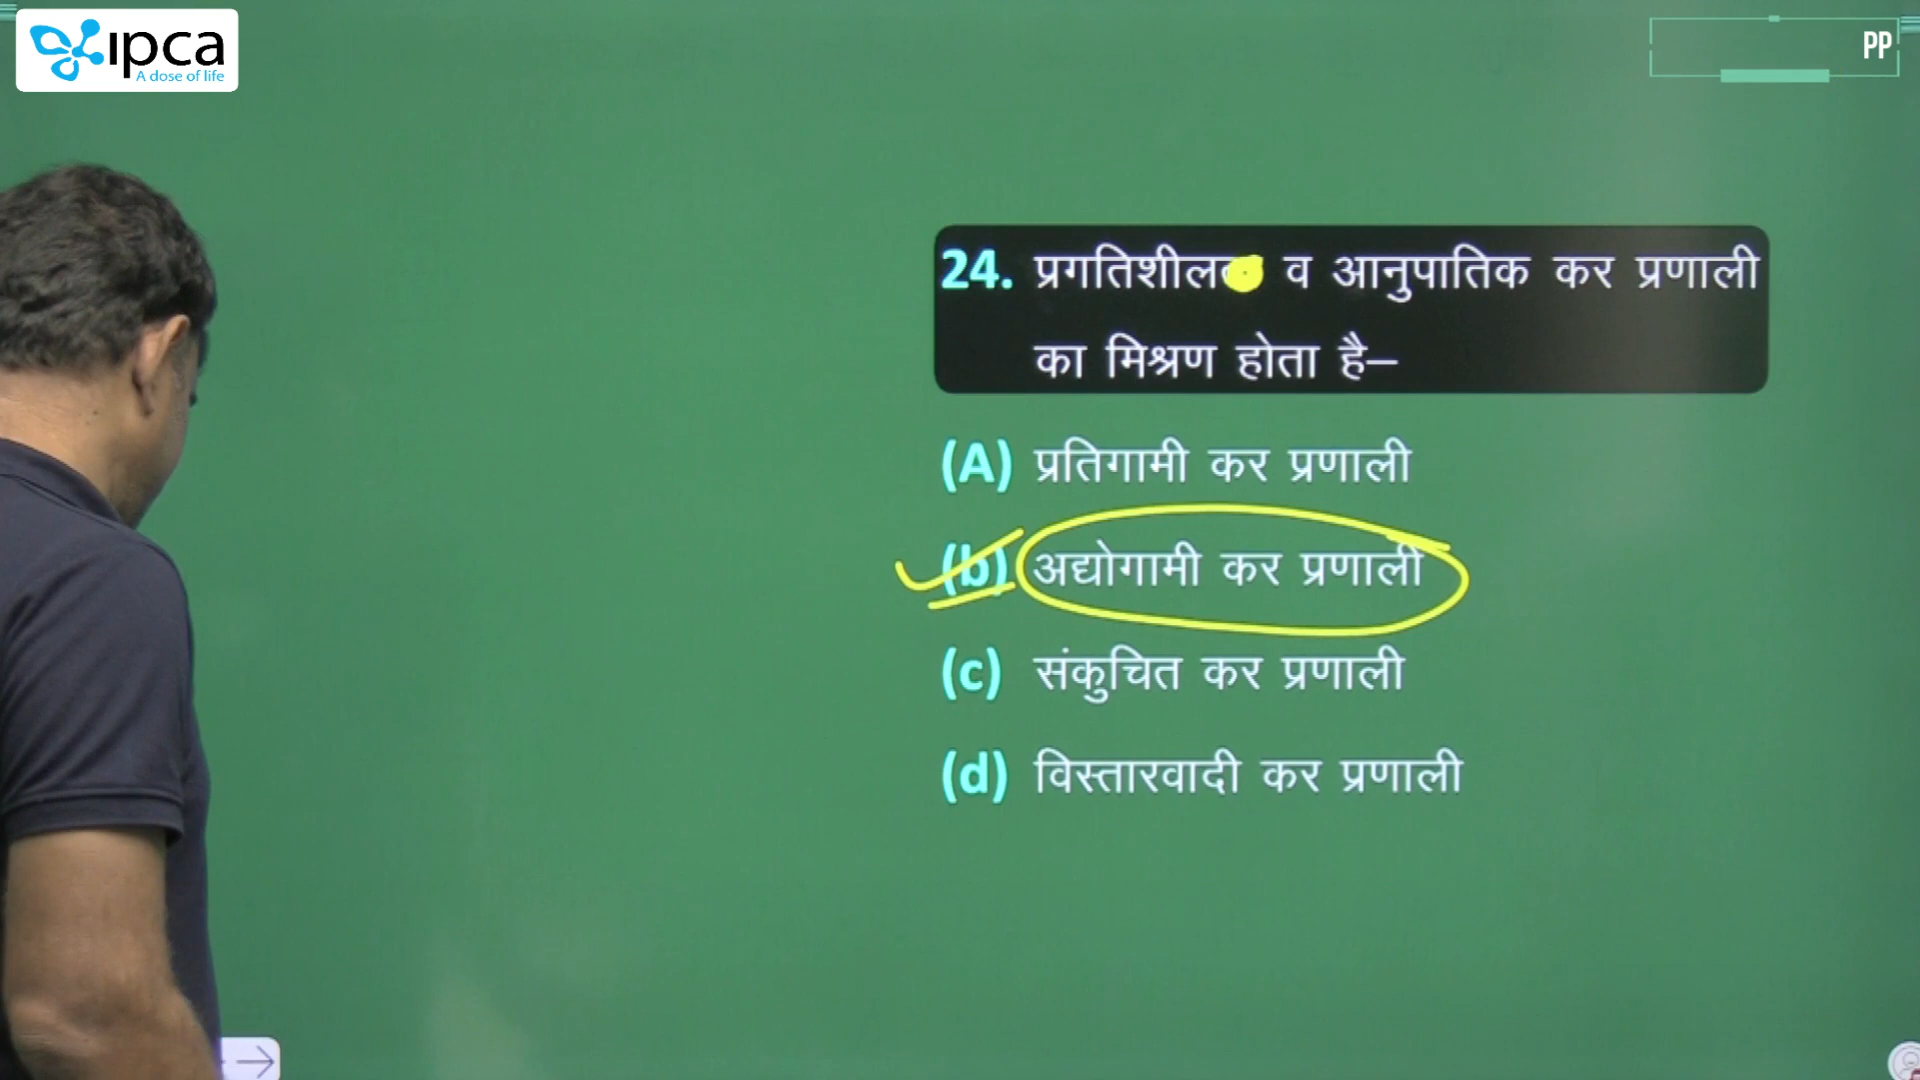 ipca
A dose of life
PP
24. प्रगतिशील व आनुपातिक कर प्रणाली
का मिश्रण होता है–
(A) प्रतिगामी कर प्रणाली
(b) अद्योगामी कर प्रणाली
(c) संकुचित कर प्रणाली
(d) विस्तारवादी कर प्रणाली